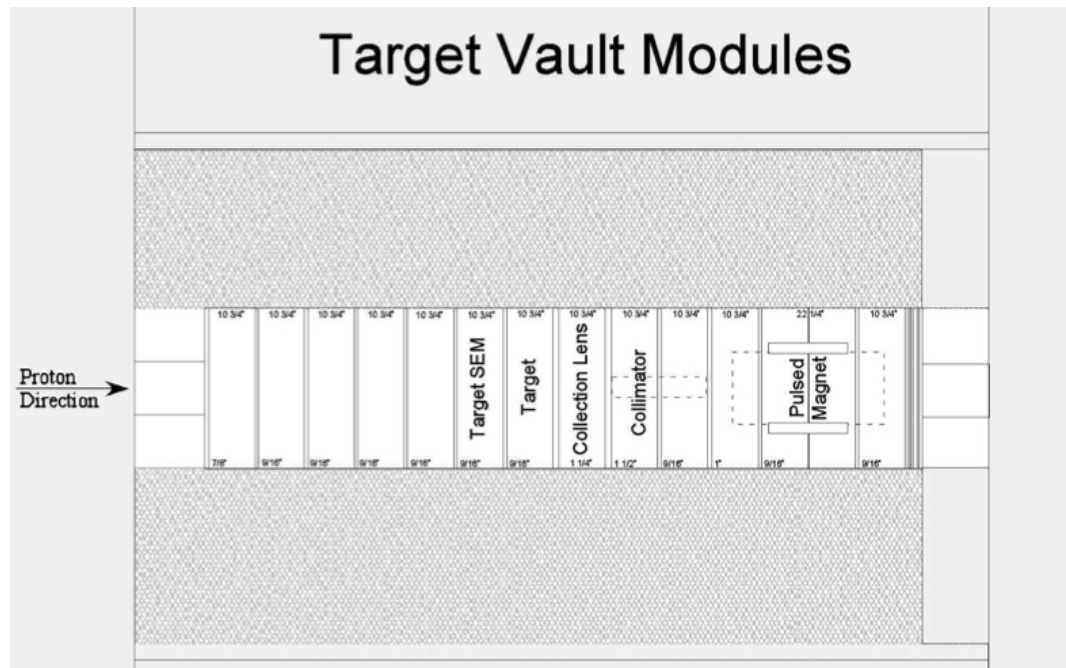 Target Vault Modules
10 3/4" 10 3/4" 10 3/4" 10 3/4" 10 3/4" 10 3/4" 10 3/4" 10 3/4" 10 3/4" 10 3/4" 10 3/4" 22 1/4" 10 3/4"
Proton
Direction
Target SEM
Target
Collection Lens
Collimator
Pulsed
Magnet
7/8" 9/16" 9/16" 9/16" 9/16" 9/16" 9/16" 1 1/4" 1 1/2" 9/16" 1" 9/16" 9/16"